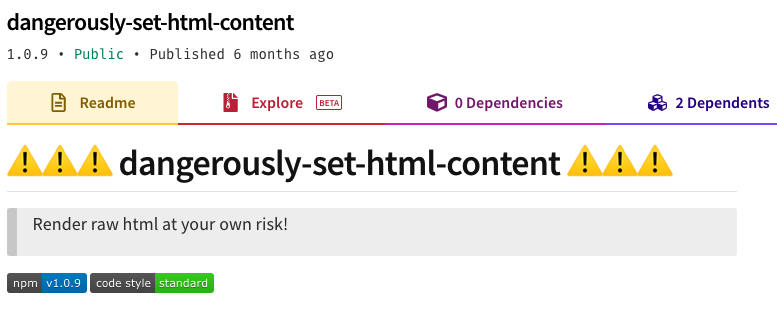 dangerously-set-html-content
1.0.9 • Public • Published 6 months ago
Readme Explore BETA 0 Dependencies 2 Dependents
⚠️⚠️⚠️ dangerously-set-html-content ⚠️⚠️⚠️
Render raw html at your own risk!
npm v1.0.9 code style standard